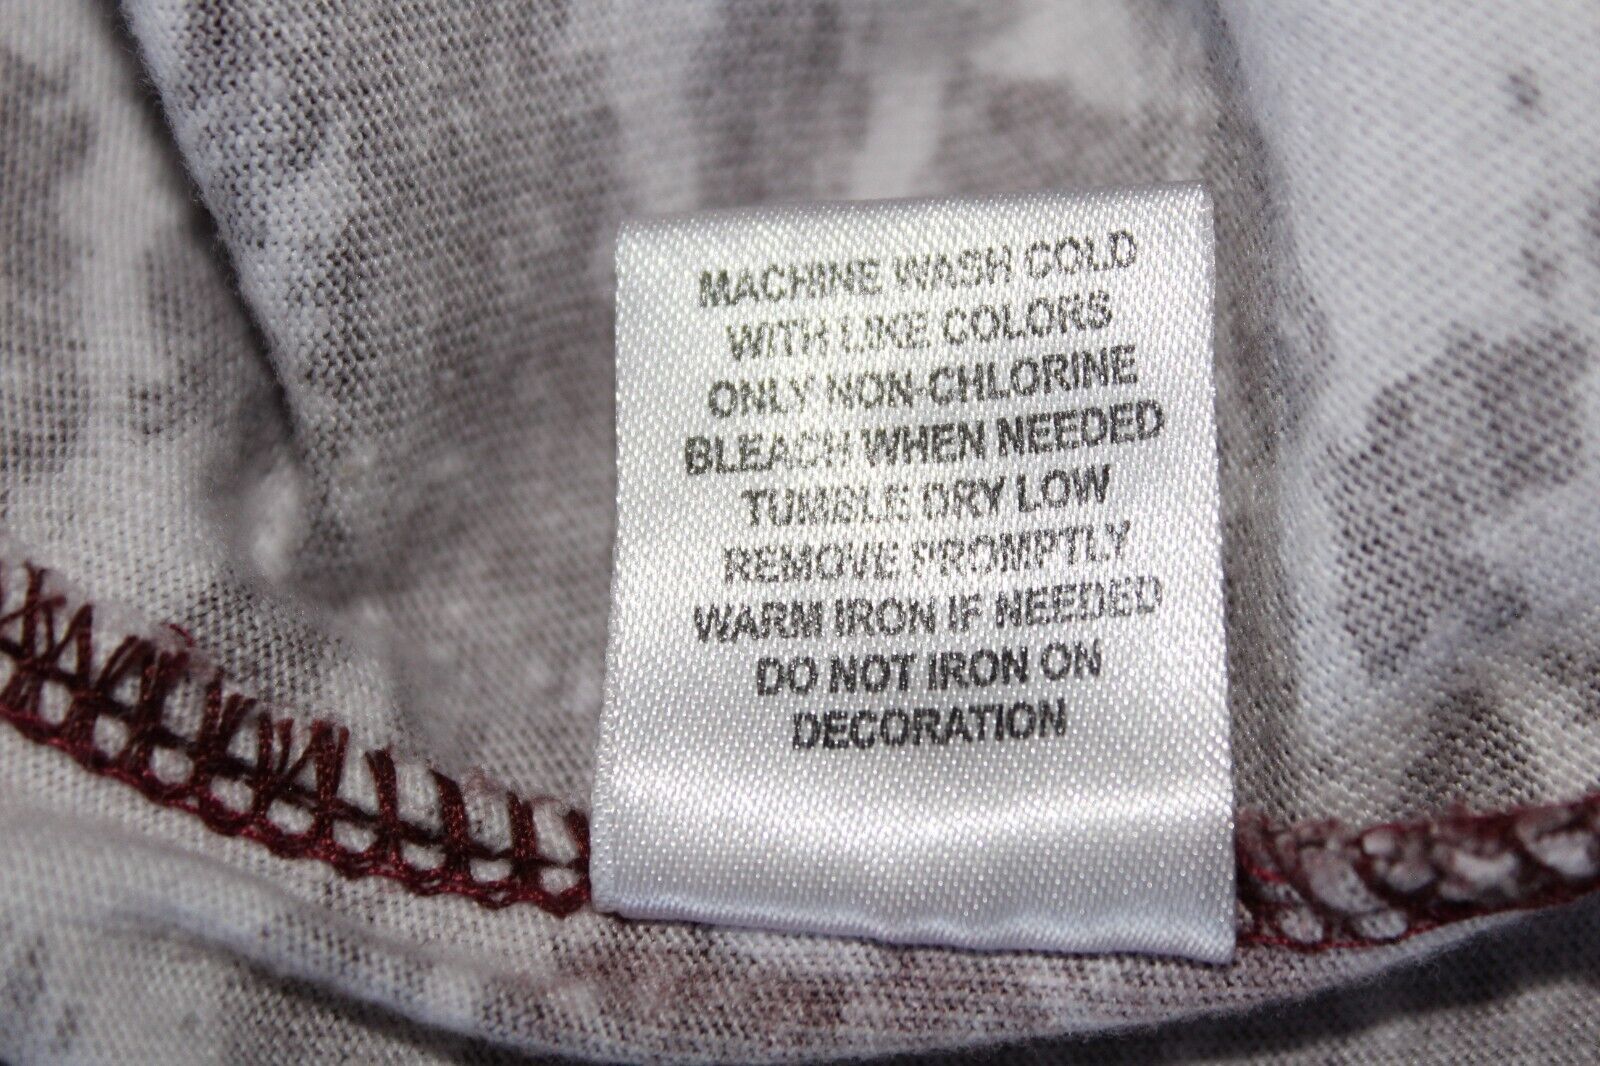 MACHINE WASH COLD
WITH LIKE COLORS
ONLY NON-CHLORINE
BLEACH WHEN NEEDED
TUMBLE DRY LOW
REMOVE PROMPTLY
WARM IRON IF NEEDED
DO NOT IRON ON
DECORATION